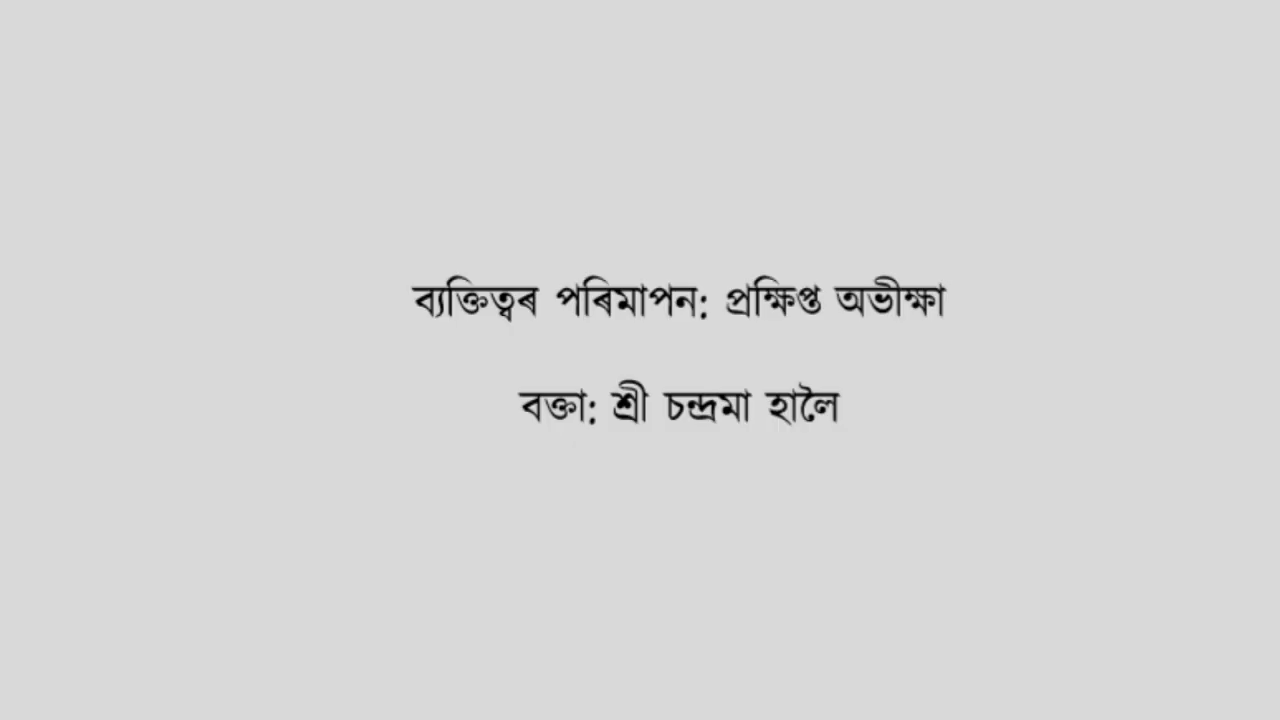 ব্যক্তিত্বৰ পৰিমাপন: প্ৰক্ষিপ্ত অভীক্ষা
বক্তা: শ্ৰী চন্দ্ৰমা হালৈ